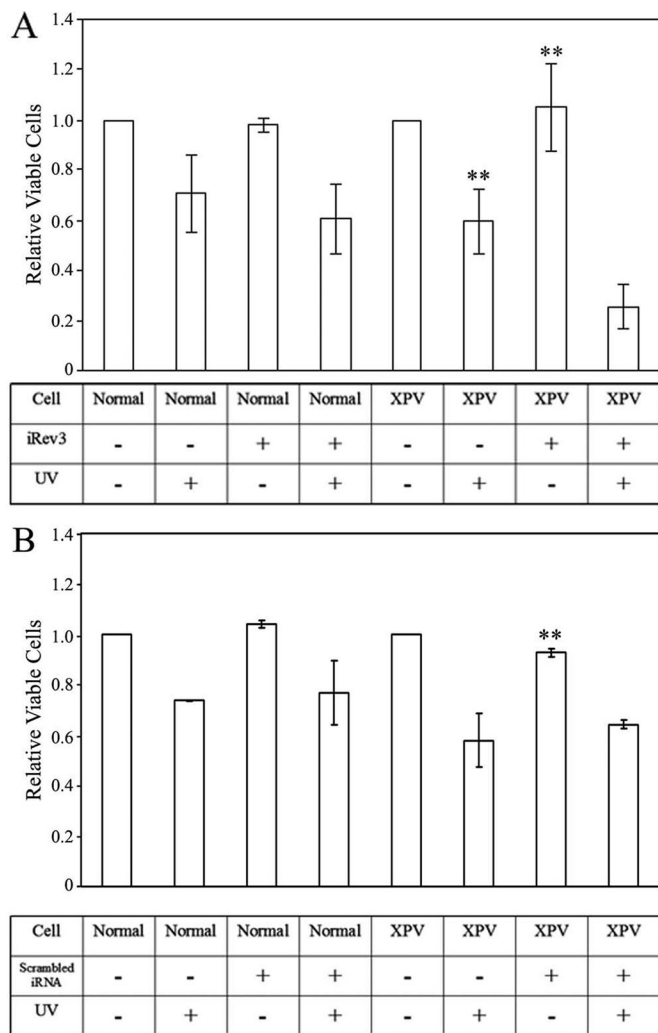 A
1.4
1.2
**
1.0
0.8
**
0.6
0.4
0.2
0
Relative Viable Cells
Cell Normal Normal Normal Normal XPV XPV XPV XPV
iRev3 - - + + - - + +
UV - + - + - + - +
B
1.4
1.2
1.0
**
0.8
0.6
0.4
0.2
0
Relative Viable Cells
Cell Normal Normal Normal Normal XPV XPV XPV XPV
Scrambled
iRNA - - + + - - + +
UV - + - + - + - +